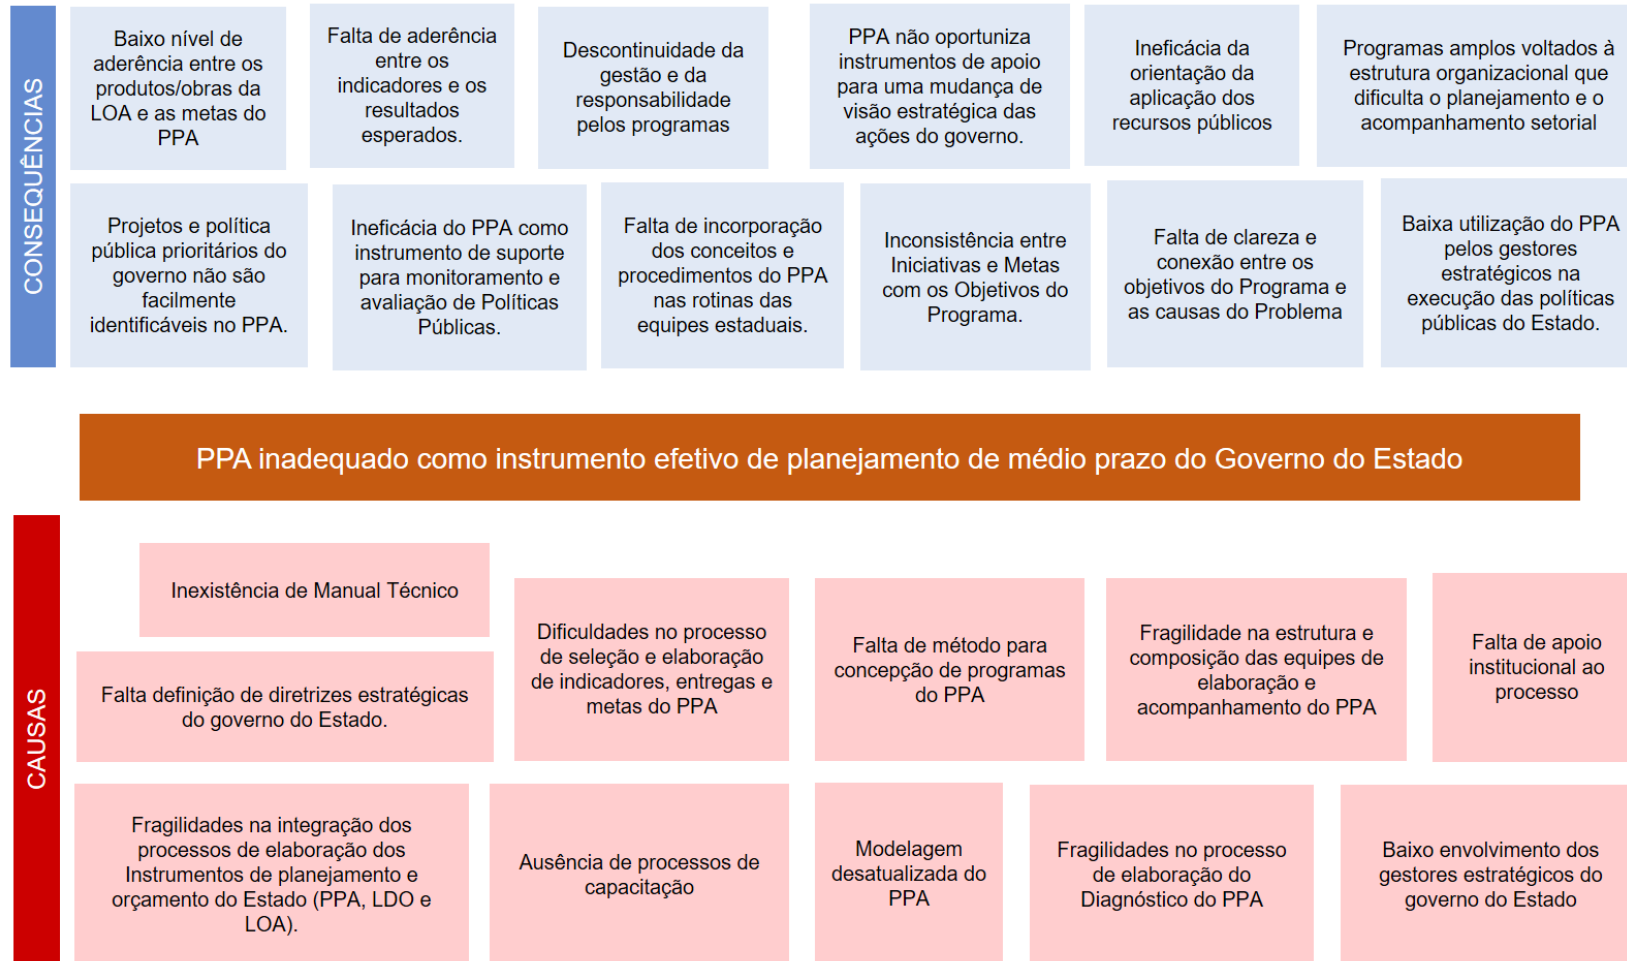 CONSEQUÊNCIAS
Baixo nível de
aderência entre os
produtos/obras da
LOA e as metas do
PPA
Falta de aderência
entre os
indicadores e os
resultados
esperados.
Descontinuidade da
gestão e da
responsabilidade
pelos programas
PPA não oportuniza
instrumentos de apoio
para uma mudança de
visão estratégica das
ações do governo.
Ineficácia da
orientação da
aplicação dos
recursos públicos
Programas amplos voltados à
estrutura organizacional que
dificulta o planejamento e o
acompanhamento setorial
Projetos e política
pública prioritários do
governo não são
facilmente
identificáveis no PPA.
Ineficácia do PPA como
instrumento de suporte
para monitoramento e
avaliação de Políticas
Públicas.
Falta de incorporação
dos conceitos e
procedimentos do PPA
nas rotinas das
equipes estaduais.
Inconsistência entre
Iniciativas e Metas
com os Objetivos do
Programa.
Falta de clareza e
conexão entre os
objetivos do Programa e
as causas do Problema
Baixa utilização do PPA
pelos gestores
estratégicos na
execução das políticas
públicas do Estado.
PPA inadequado como instrumento efetivo de planejamento de médio prazo do Governo do Estado
CAUSAS
Inexistência de Manual Técnico
Falta definição de diretrizes estratégicas
do governo do Estado.
Dificuldades no processo
de seleção e elaboração
de indicadores, entregas e
metas do PPA
Falta de método para
concepção de programas
do PPA
Fragilidade na estrutura e
composição das equipes de
elaboração e
acompanhamento do PPA
Falta de apoio
institucional ao
processo
Fragilidades na integração dos
processos de elaboração dos
Instrumentos de planejamento e
orçamento do Estado (PPA, LDO e
LOA).
Ausência de processos de
capacitação
Modelagem
desatualizada do
PPA
Fragilidades no processo
de elaboração do
Diagnóstico do PPA
Baixo envolvimento dos
gestores estratégicos do
governo do Estado